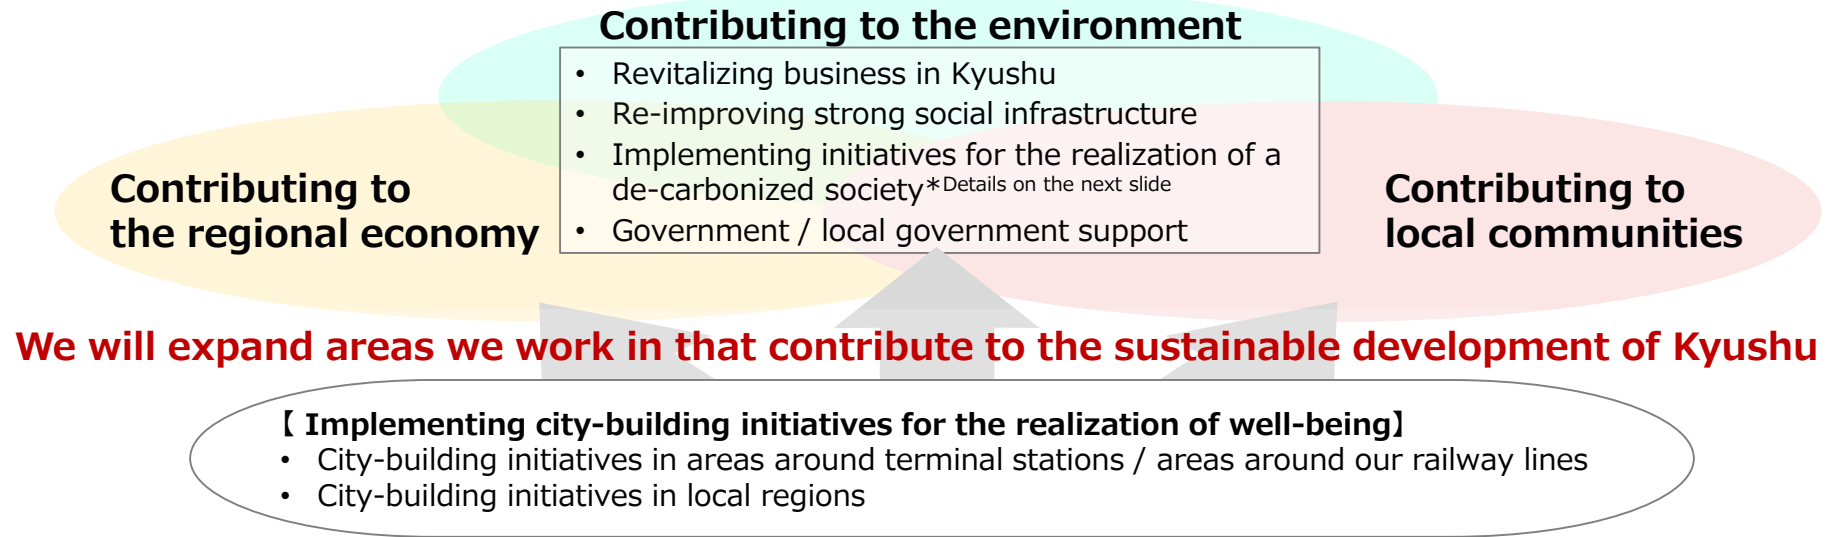 Contributing to the environment
• Revitalizing business in Kyushu
• Re-improving strong social infrastructure
• Implementing initiatives for the realization of a
de-carbonized society*Details on the next slide
• Government / local government support
Contributing to
the regional economy
Contributing to
local communities
We will expand areas we work in that contribute to the sustainable development of Kyushu
【 Implementing city-building initiatives for the realization of well-being】
• City-building initiatives in areas around terminal stations / areas around our railway lines
• City-building initiatives in local regions